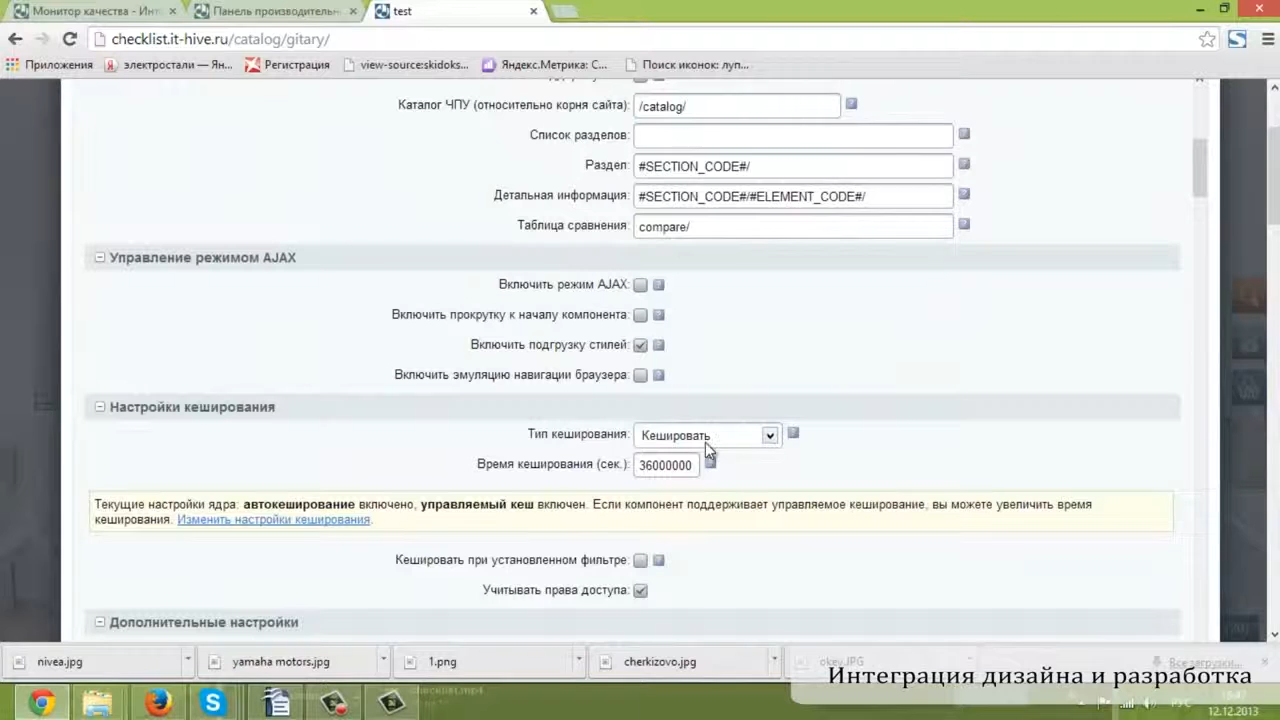 Монитор качества - Инт
Панель производительн
test
checklist.it-hive.ru/catalog/gitary/
Приложения
электростали — Ян...
Регистрация
view-source:skidoks...
Яндекс.Метрика: С...
Поиск иконок: луп...
Каталог ЧПУ (относительно корня сайта): /catalog/
Список разделов:
Раздел: #SECTION_CODE#/
Детальная информация: #SECTION_CODE#/#ELEMENT_CODE#/
Таблица сравнения: compare/
Управление режимом AJAX
Включить режим AJAX:
Включить прокрутку к началу компонента:
Включить подгрузку стилей:
Включить эмуляцию навигации браузера:
Настройки кеширования
Тип кеширования: Кешировать
Время кеширования (сек.): 36000000
Текущие настройки ядра: автокеширование включено, управляемый кеш включен. Если компонент поддерживает управляемое кеширование, вы можете увеличить время
кеширования. Изменить настройки кеширования.
Кешировать при установленном фильтре:
Учитывать права доступа:
Дополнительные настройки
nivea.jpg
yamaha motors.jpg
1.png
cherkizovo.jpg
okey.JPG
Все загрузки...
Интеграция дизайна и разработка
checklist.mp4
РУС
12.12.2013